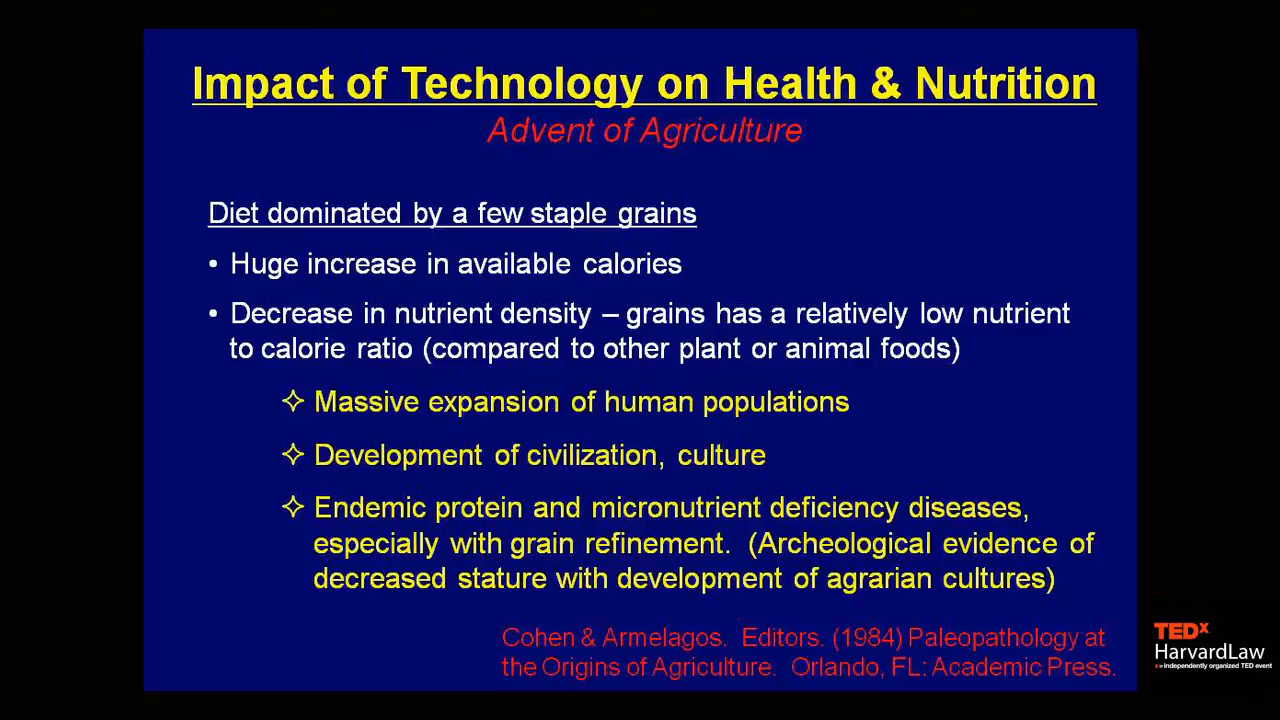 Impact of Technology on Health & Nutrition
Advent of Agriculture
Diet dominated by a few staple grains
• Huge increase in available calories
• Decrease in nutrient density – grains has a relatively low nutrient
to calorie ratio (compared to other plant or animal foods)
✧ Massive expansion of human populations
✧ Development of civilization, culture
✧ Endemic protein and micronutrient deficiency diseases,
especially with grain refinement. (Archeological evidence of
decreased stature with development of agrarian cultures)
Cohen & Armelagos. Editors. (1984) Paleopathology at
the Origins of Agriculture. Orlando, FL: Academic Press.
TEDx
HarvardLaw
x = independently organized TED event